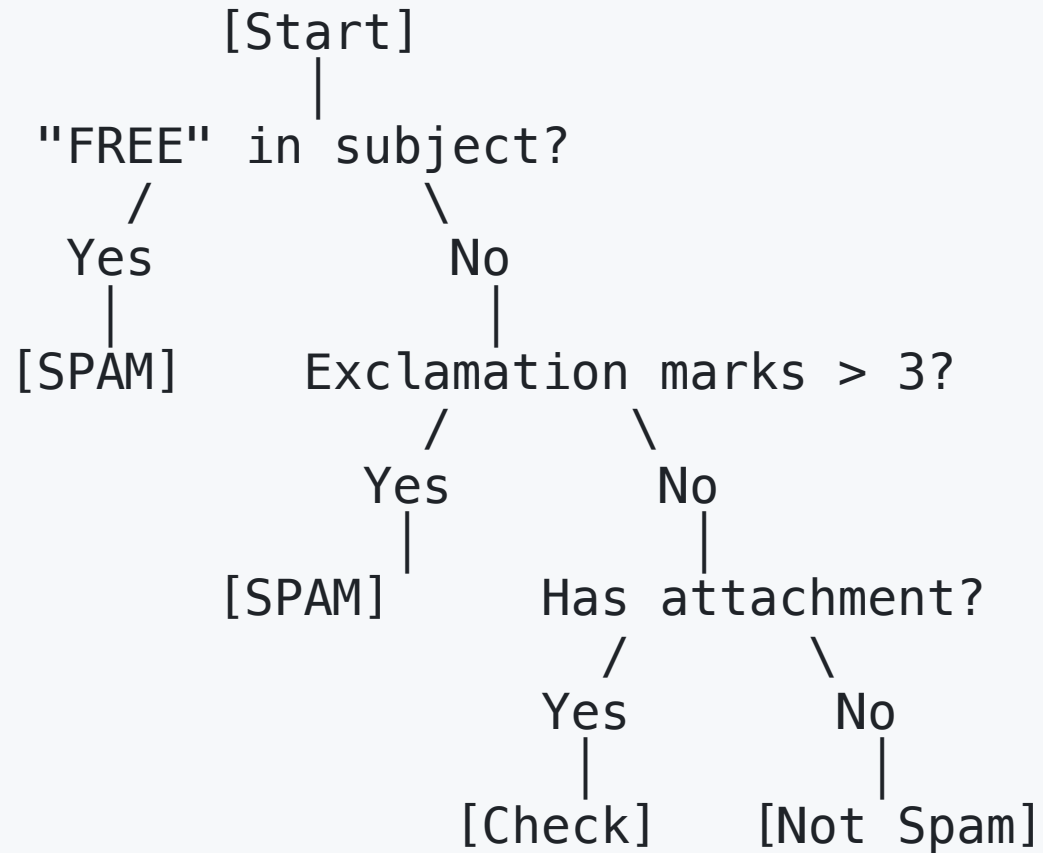 [Start]
|
"FREE" in subject?
/ \
Yes No
| |
[SPAM] Exclamation marks > 3?
/ \
Yes No
| |
[SPAM] Has attachment?
/ \
Yes No
| |
[Check] [Not Spam]